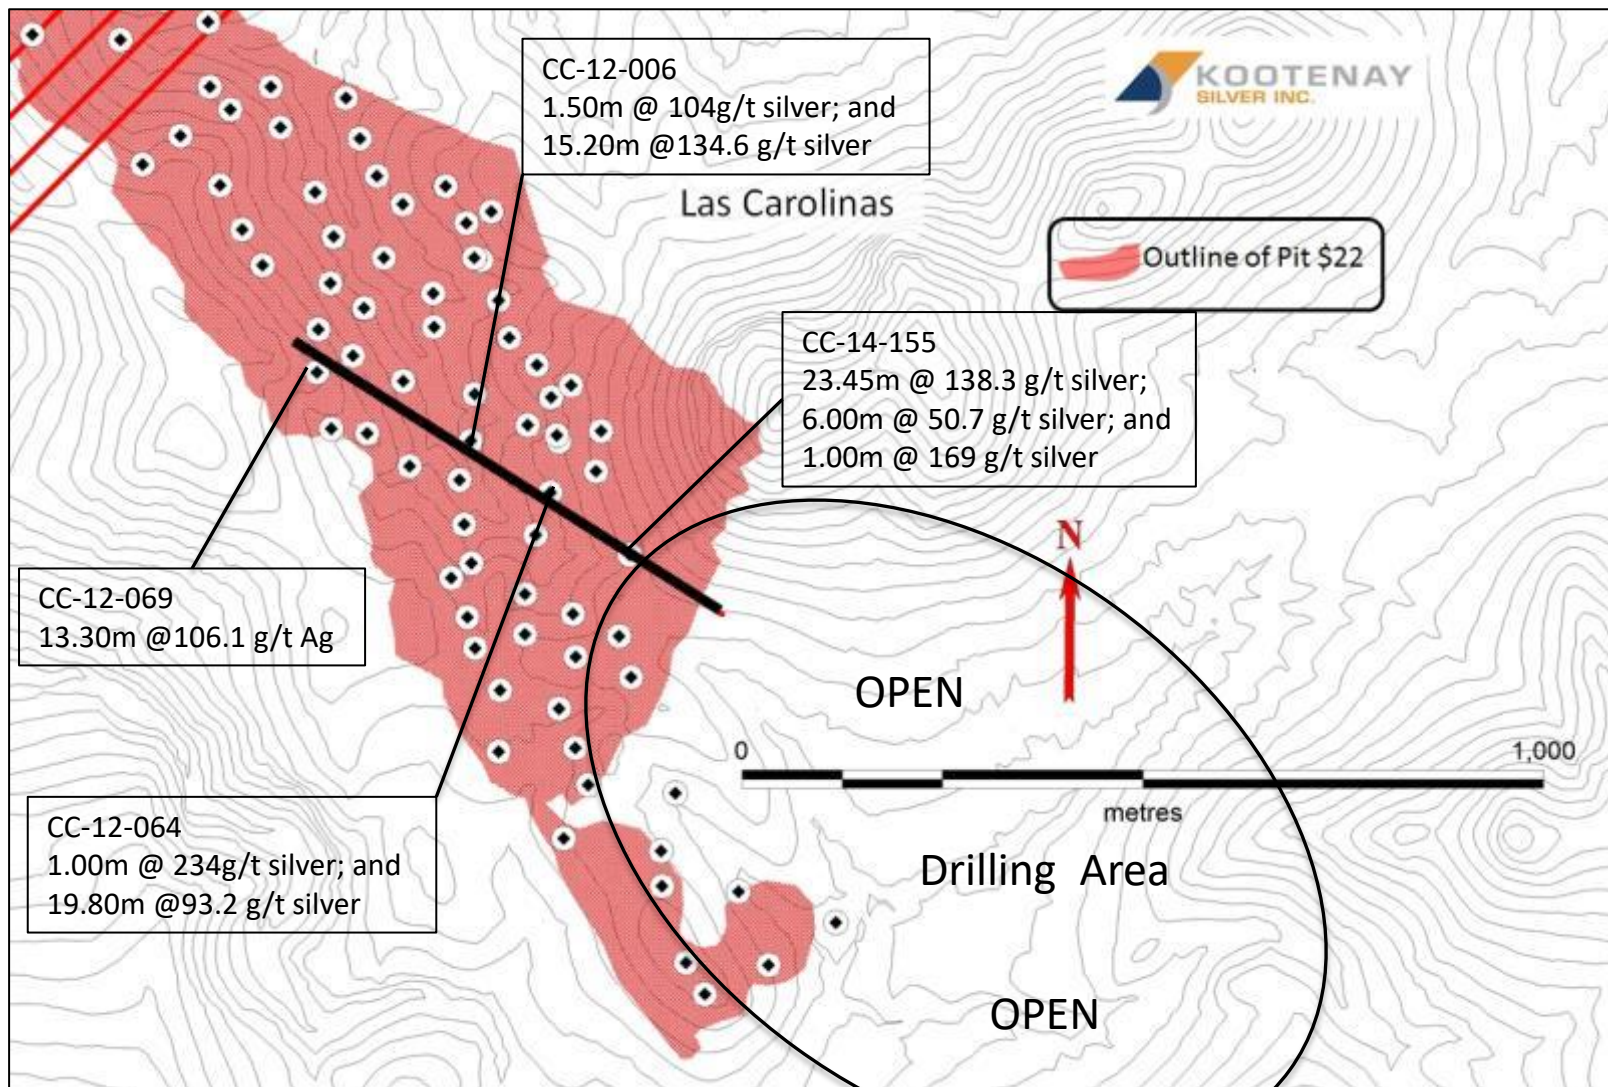 CC-12-006
1.50m @ 104g/t silver; and
15.20m @134.6 g/t silver
KOOTENAY
SILVER INC.
Las Carolinas
Outline of Pit $22
CC-14-155
23.45m @ 138.3 g/t silver;
6.00m @ 50.7 g/t silver; and
1.00m @ 169 g/t silver
N
CC-12-069
13.30m @106.1 g/t Ag
OPEN
0 1,000
metres
CC-12-064
1.00m @ 234g/t silver; and
19.80m @93.2 g/t silver
Drilling Area
OPEN